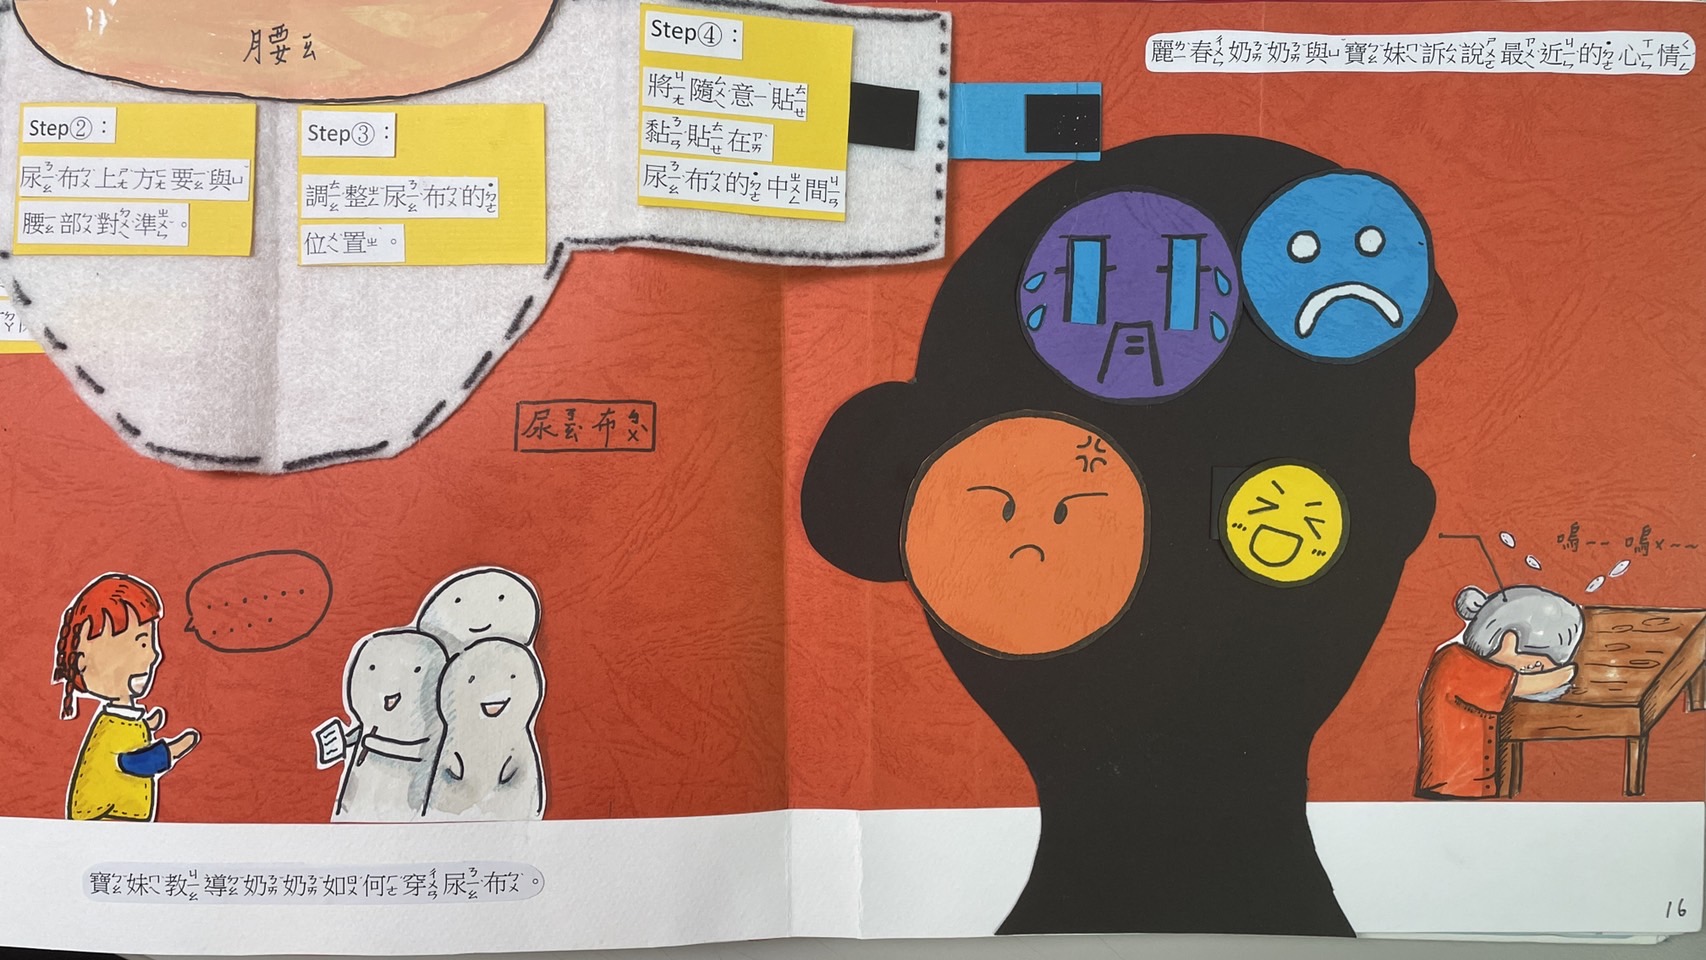 腰
Step②：
尿布上方要與
腰部對準。
Step③：
調整尿布的
位置。
Step④：
將隨意貼
黏貼在
尿布的中間
尿布
寶妹教導奶奶如何穿尿布。
麗春奶奶與寶妹訴說最近的心情
嗚~~嗚~~
16